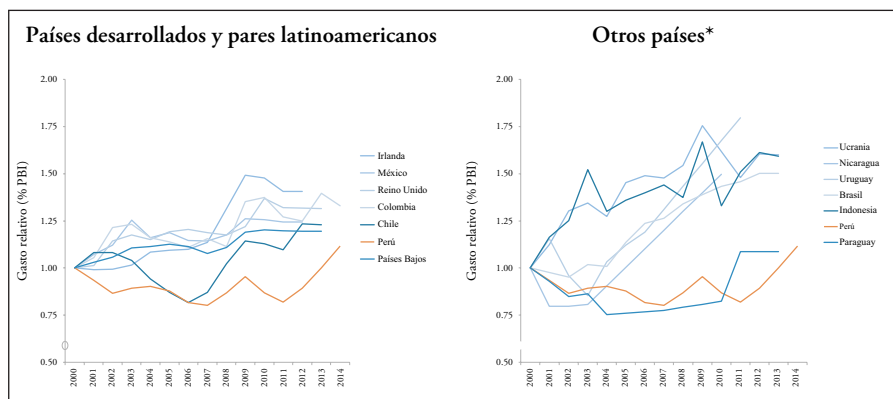 Países desarrollados y pares latinoamericanos
Gasto relativo (% PBI)
2.00
1.75
1.50
1.25
1.00
0.75
0.50
2000
2001
2002
2003
2004
2005
2006
2007
2008
2009
2010
2011
2012
2013
2014
Irlanda
México
Reino Unido
Colombia
Chile
Perú
Países Bajos
Otros países*
Gasto relativo (% PBI)
2.00
1.75
1.50
1.25
1.00
0.75
0.50
2000
2001
2002
2003
2004
2005
2006
2007
2008
2009
2010
2011
2012
2013
2014
Ucrania
Nicaragua
Uruguay
Brasil
Indonesia
Perú
Paraguay